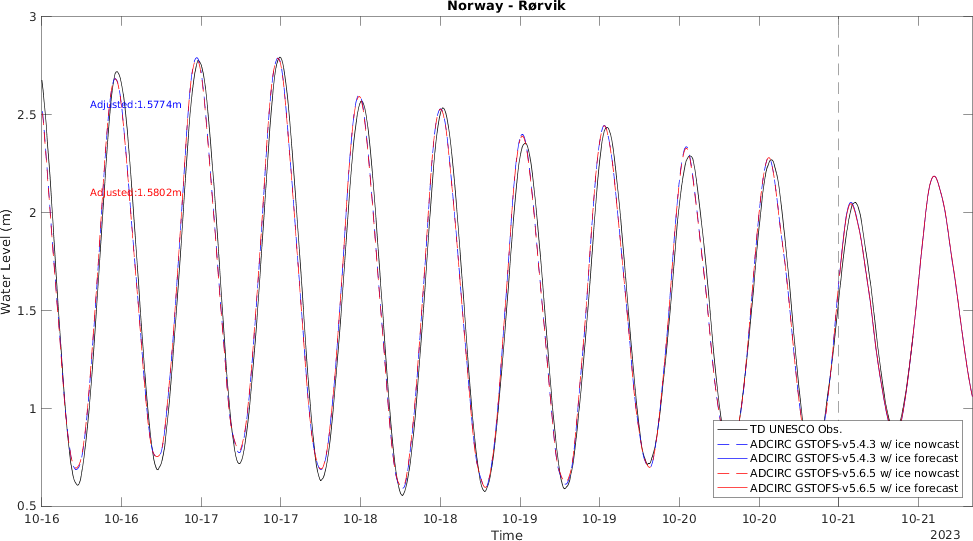 Norway - Rørvik
3
2.5
2
1.5
1
0.5
Water Level (m)
Adjusted:1.5774m
Adjusted:1.5802m
TD UNESCO Obs.
ADCIRC GSTOFS-v5.4.3 w/ ice nowcast
ADCIRC GSTOFS-v5.4.3 w/ ice forecast
ADCIRC GSTOFS-v5.6.5 w/ ice nowcast
ADCIRC GSTOFS-v5.6.5 w/ ice forecast
10-16 10-16 10-17 10-17 10-18 10-18 10-19 10-19 10-20 10-20 10-21 10-21
Time
2023